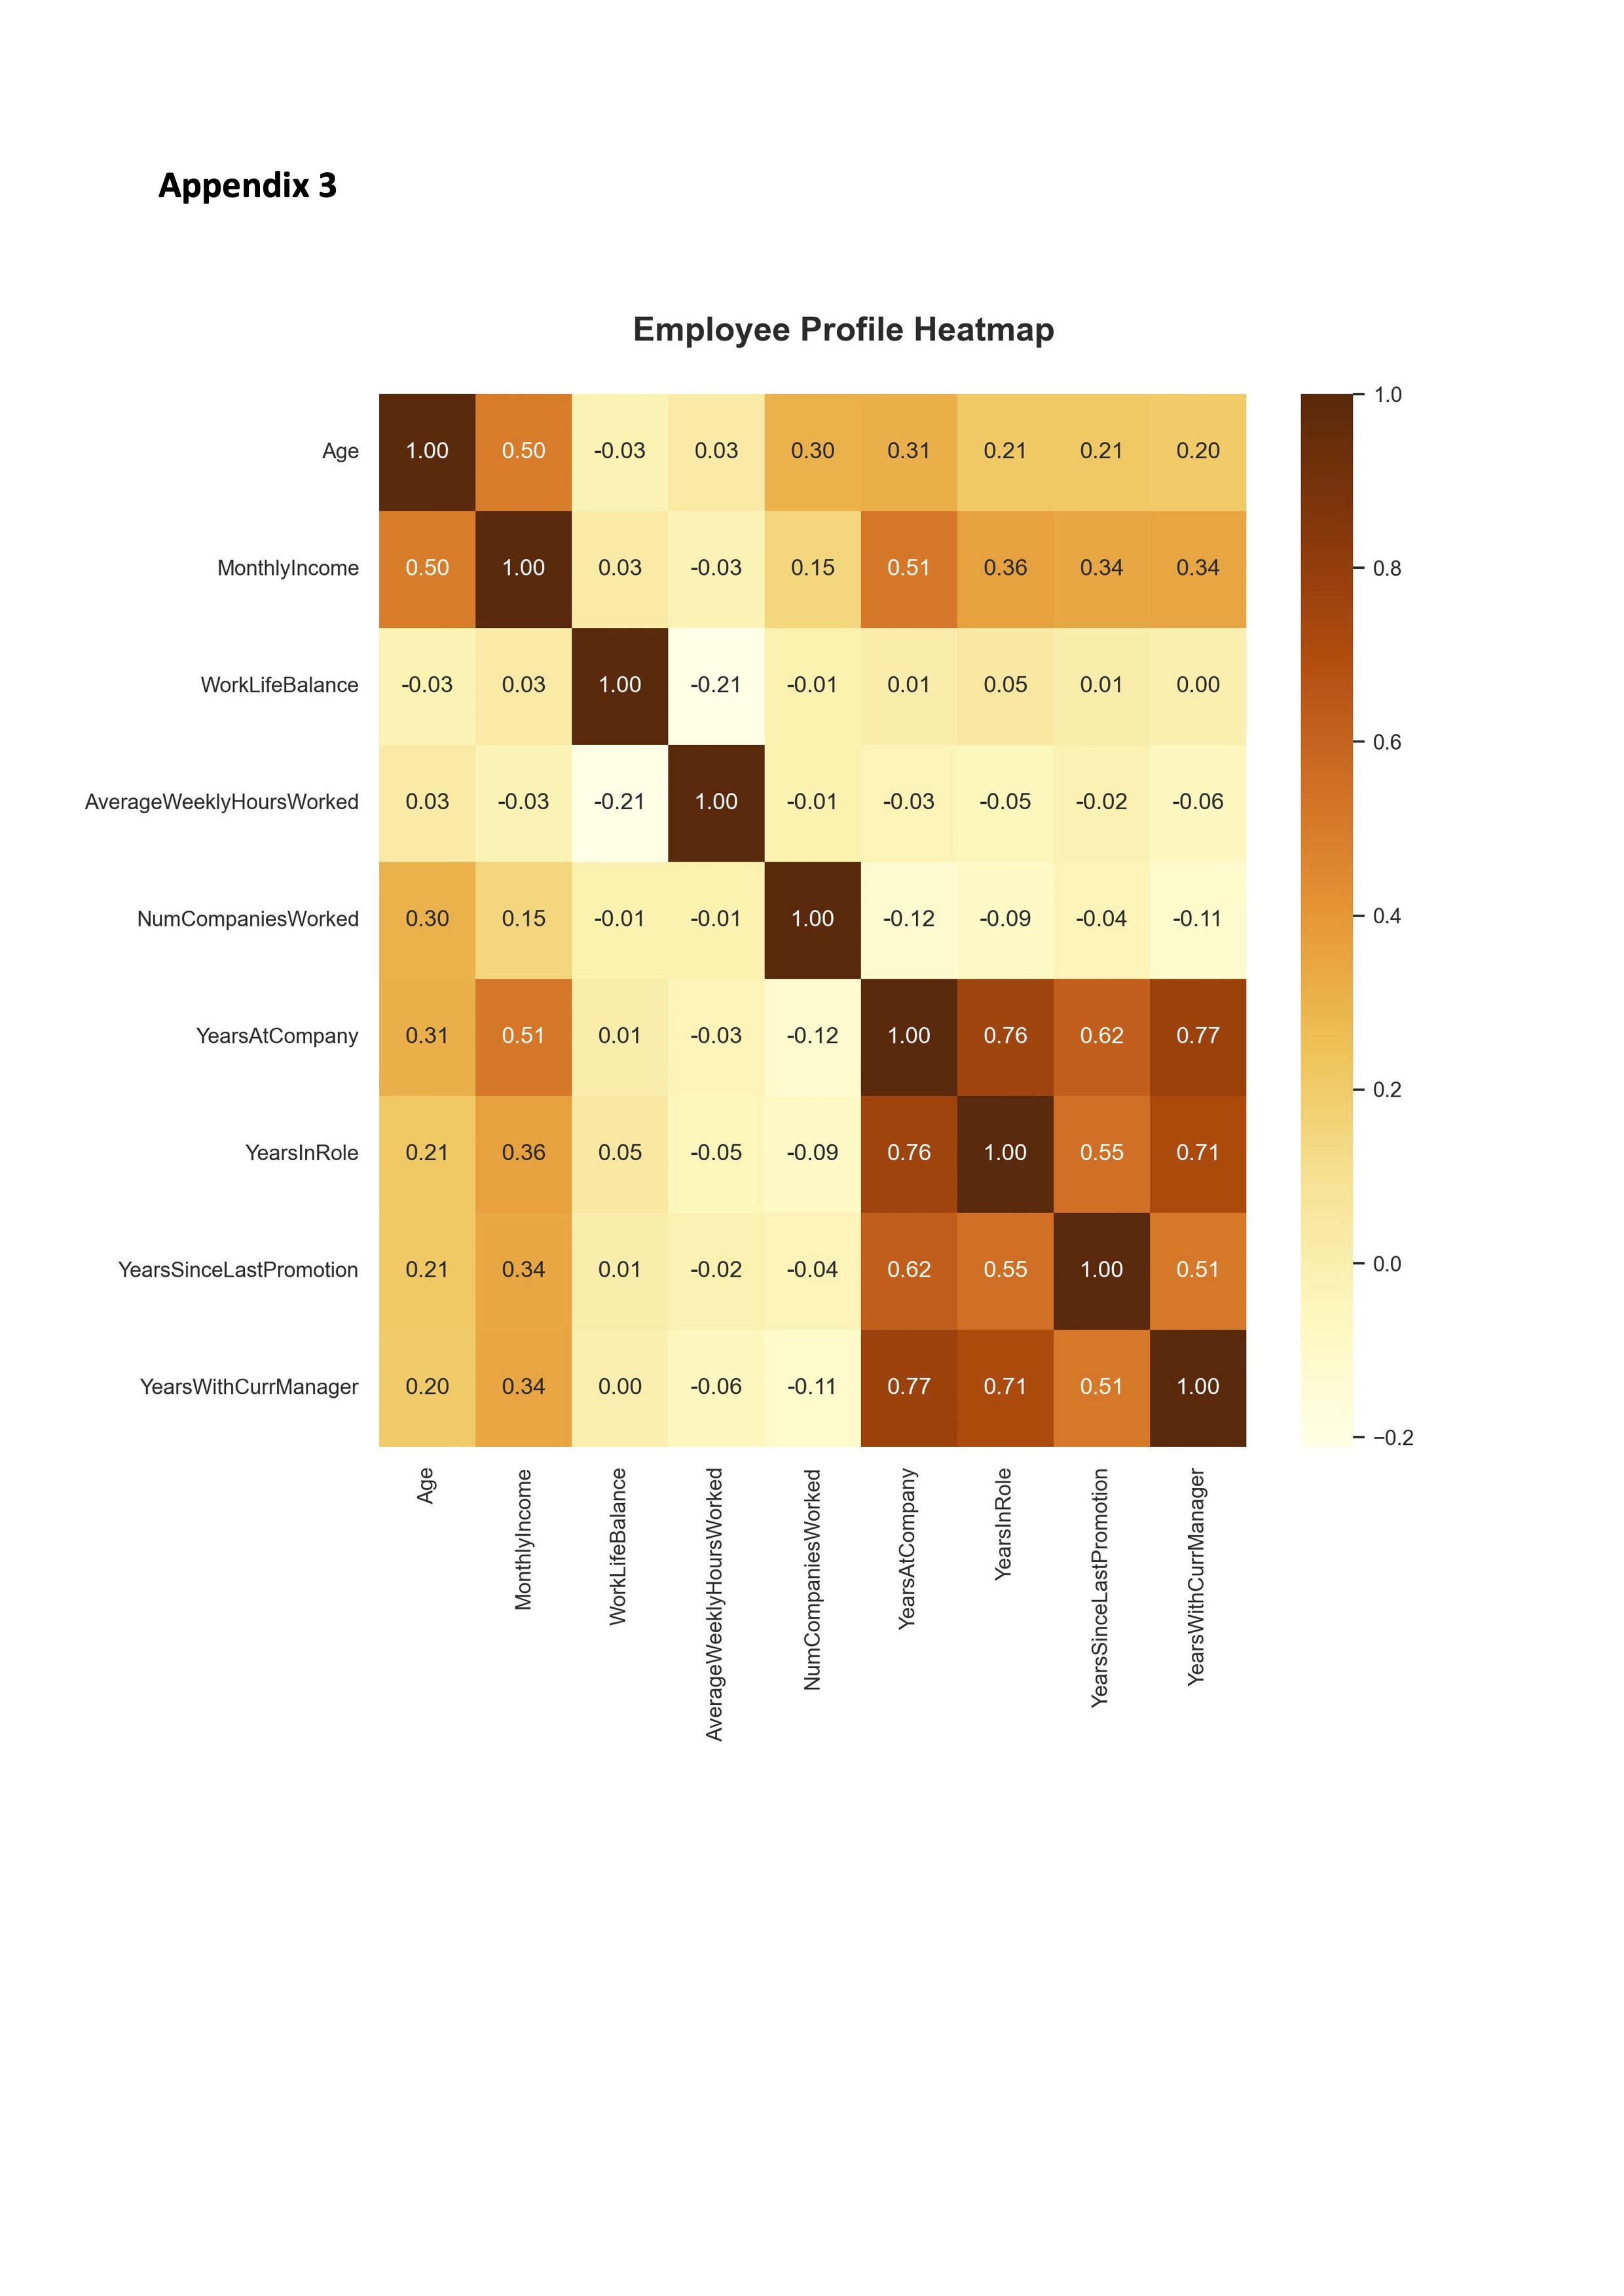 Appendix 3
Employee Profile Heatmap
Age 1.00 0.50 -0.03 0.03 0.30 0.31 0.21 0.21 0.20
MonthlyIncome 0.50 1.00 0.03 -0.03 0.15 0.51 0.36 0.34 0.34
WorkLifeBalance -0.03 0.03 1.00 -0.21 -0.01 0.01 0.05 0.01 0.00
AverageWeeklyHoursWorked 0.03 -0.03 -0.21 1.00 -0.01 -0.03 -0.05 -0.02 -0.06
NumCompaniesWorked 0.30 0.15 -0.01 -0.01 1.00 -0.12 -0.09 -0.04 -0.11
YearsAtCompany 0.31 0.51 0.01 -0.03 -0.12 1.00 0.76 0.62 0.77
YearsInRole 0.21 0.36 0.05 -0.05 -0.09 0.76 1.00 0.55 0.71
YearsSinceLastPromotion 0.21 0.34 0.01 -0.02 -0.04 0.62 0.55 1.00 0.51
YearsWithCurrManager 0.20 0.34 0.00 -0.06 -0.11 0.77 0.71 0.51 1.00
Age
MonthlyIncome
WorkLifeBalance
AverageWeeklyHoursWorked
NumCompaniesWorked
YearsAtCompany
YearsInRole
YearsSinceLastPromotion
YearsWithCurrManager
1.0
0.8
0.6
0.4
0.2
0.0
−0.2